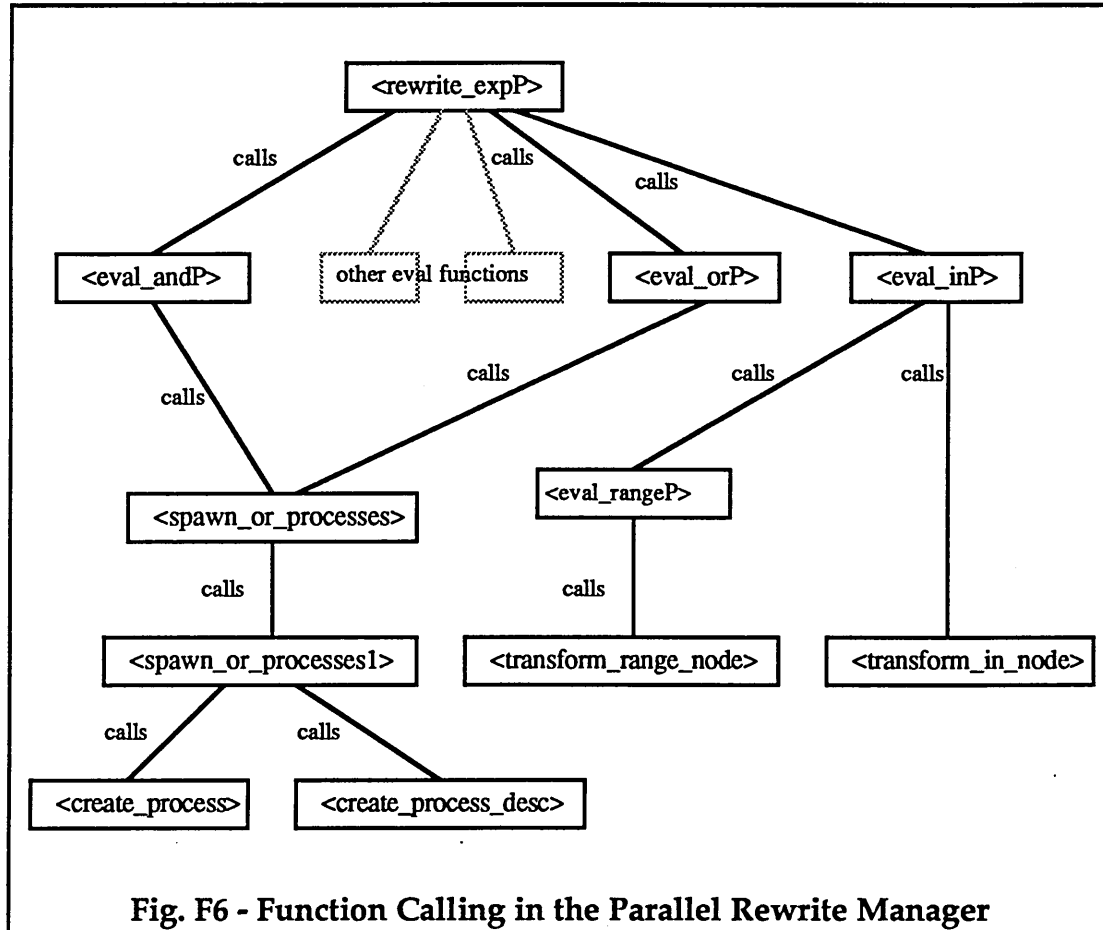 <rewrite_expP>
calls
calls
calls
<eval_andP>
other eval functions
<eval_orP>
<eval_inP>
calls
calls
calls
calls
<eval_rangeP>
<spawn_or_processes>
calls
calls
<spawn_or_processes1>
<transform_range_node>
<transform_in_node>
calls
calls
<create_process>
<create_process_desc>
Fig. F6 - Function Calling in the Parallel Rewrite Manager